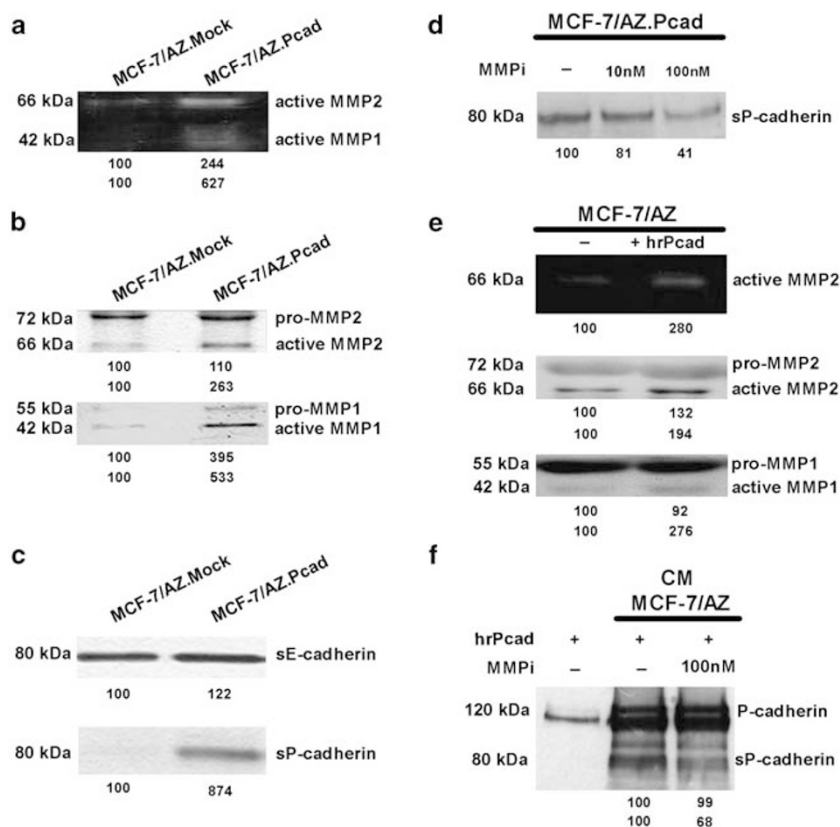 a
MCF-7/AZ.Mock
MCF-7/AZ.Pcad
66 kDa
active MMP2
42 kDa
active MMP1
100 244
100 627
b
MCF-7/AZ.Mock
MCF-7/AZ.Pcad
72 kDa
pro-MMP2
66 kDa
active MMP2
100 110
100 263
55 kDa
pro-MMP1
42 kDa
active MMP1
100 395
100 533
c
MCF-7/AZ.Mock
MCF-7/AZ.Pcad
80 kDa
sE-cadherin
100 122
80 kDa
sP-cadherin
100 874
d
MCF-7/AZ.Pcad
MMPi – 10nM 100nM
80 kDa
sP-cadherin
100 81 41
e
MCF-7/AZ
– + hrPcad
66 kDa
active MMP2
100 280
72 kDa
pro-MMP2
66 kDa
active MMP2
100 132
100 194
55 kDa
pro-MMP1
42 kDa
active MMP1
100 92
100 276
f
CM
MCF-7/AZ
hrPcad + + +
MMPi – – 100nM
120 kDa
P-cadherin
80 kDa
sP-cadherin
100 99
100 68